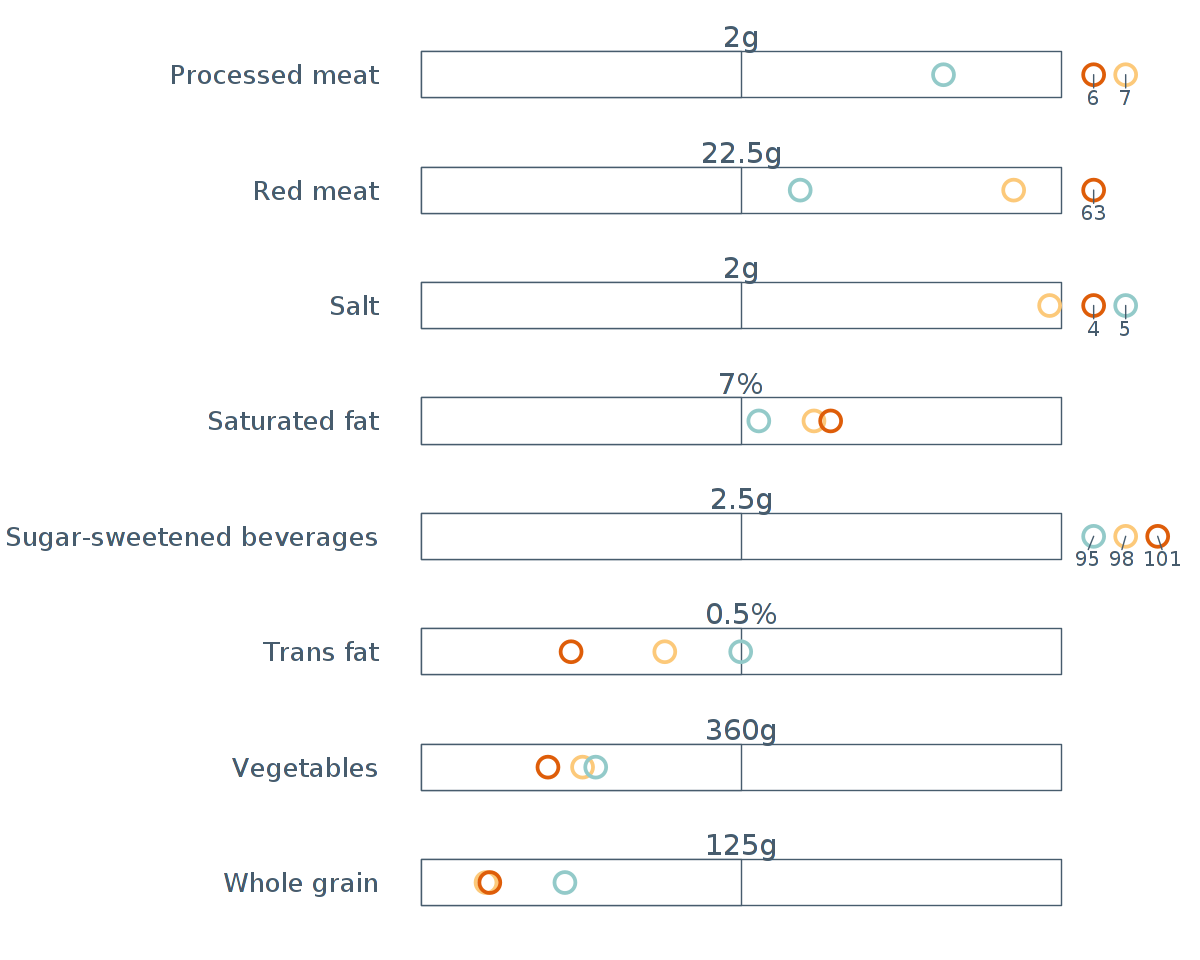 2g
Processed meat
6 7
22.5g
Red meat
63
2g
Salt
4 5
7%
Saturated fat
2.5g
Sugar-sweetened beverages
95 98 101
0.5%
Trans fat
360g
Vegetables
125g
Whole grain